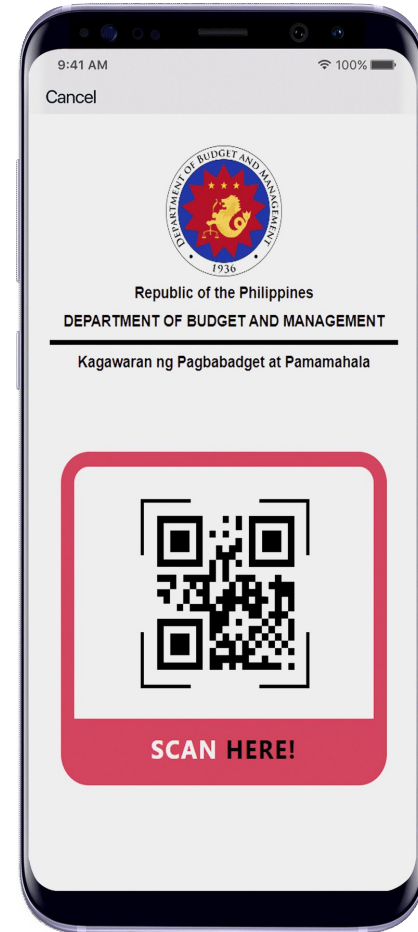 9:41 AM 100%
Cancel
DEPARTMENT OF BUDGET AND MANAGEMENT
1936
Republic of the Philippines
DEPARTMENT OF BUDGET AND MANAGEMENT
Kagawaran ng Pagbabadget at Pamamahala
SCAN HERE!